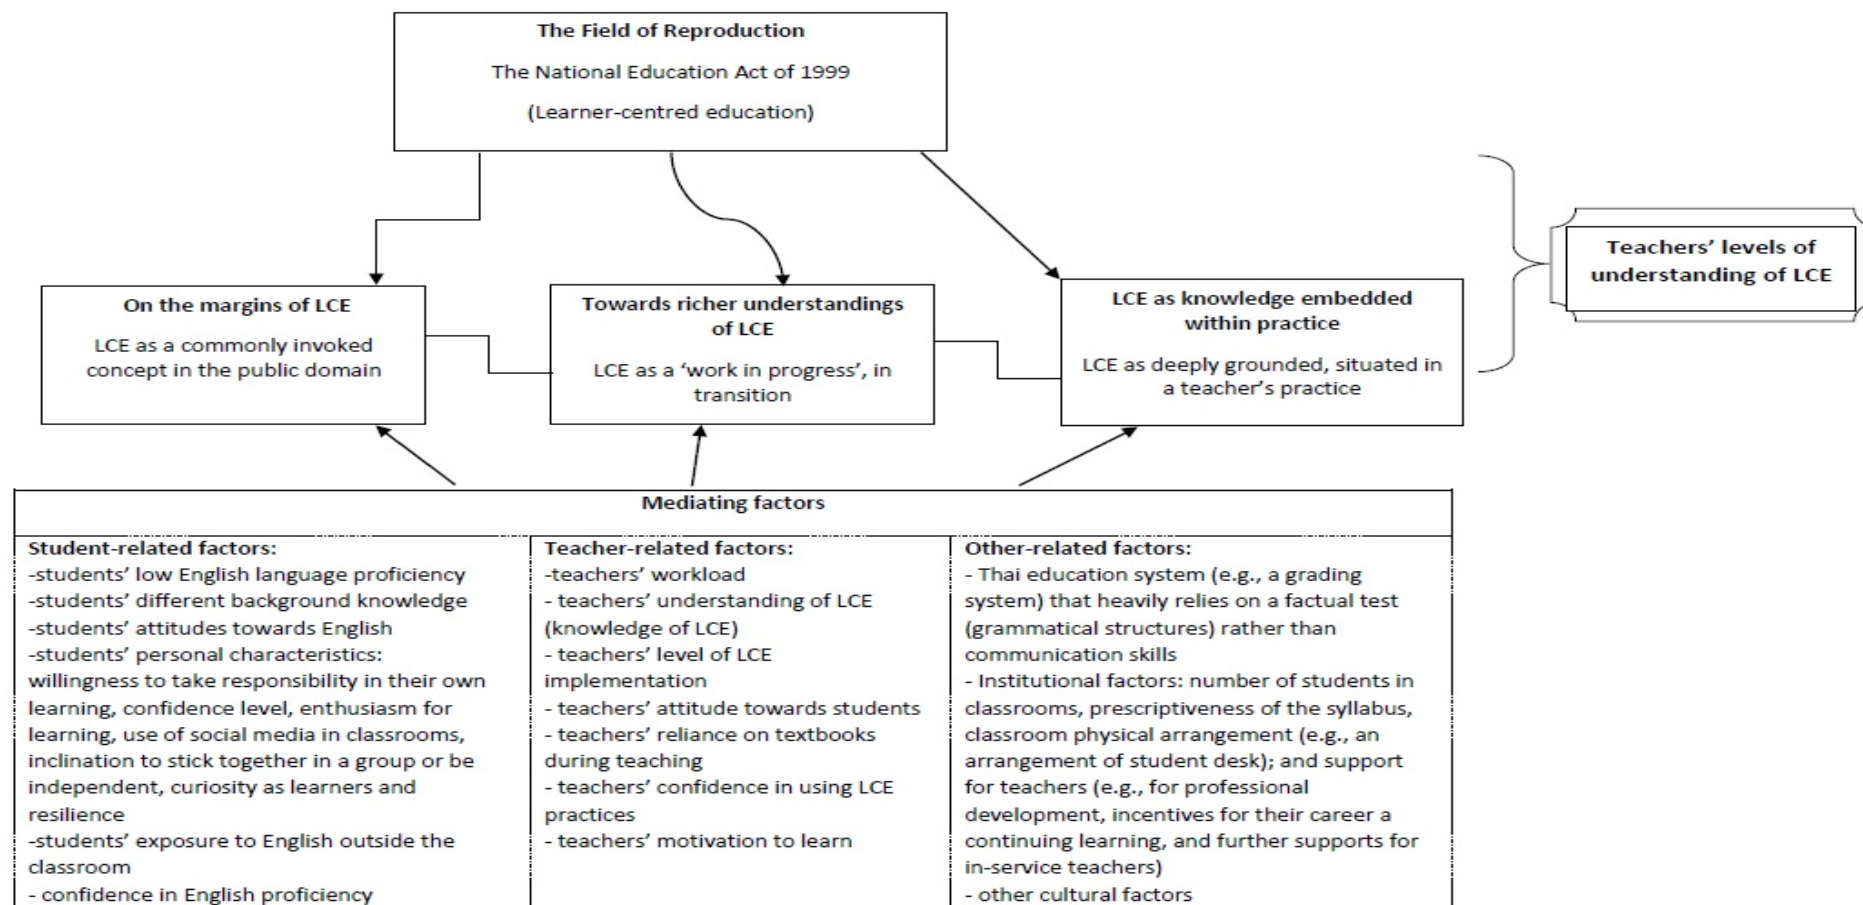 The Field of Reproduction
The National Education Act of 1999
(Learner-centred education)
Teachers’ levels of
understanding of LCE
On the margins of LCE
LCE as a commonly invoked
concept in the public domain
Towards richer understandings
of LCE
LCE as a ‘work in progress’, in
transition
LCE as knowledge embedded
within practice
LCE as deeply grounded, situated in
a teacher’s practice
Mediating factors
Student-related factors:
-students’ low English language proficiency
-students’ different background knowledge
-students’ attitudes towards English
-students’ personal characteristics:
willingness to take responsibility in their own
learning, confidence level, enthusiasm for
learning, use of social media in classrooms,
inclination to stick together in a group or be
independent, curiosity as learners and
resilience
-students’ exposure to English outside the
classroom
- confidence in English proficiency
Teacher-related factors:
-teachers’ workload
- teachers’ understanding of LCE
(knowledge of LCE)
- teachers’ level of LCE
implementation
- teachers’ attitude towards students
- teachers’ reliance on textbooks
during teaching
- teachers’ confidence in using LCE
practices
- teachers’ motivation to learn
Other-related factors:
- Thai education system (e.g., a grading
system) that heavily relies on a factual test
(grammatical structures) rather than
communication skills
- Institutional factors: number of students in
classrooms, prescriptiveness of the syllabus,
classroom physical arrangement (e.g., an
arrangement of student desk); and support
for teachers (e.g., for professional
development, incentives for their career a
continuing learning, and further supports for
in-service teachers)
- other cultural factors